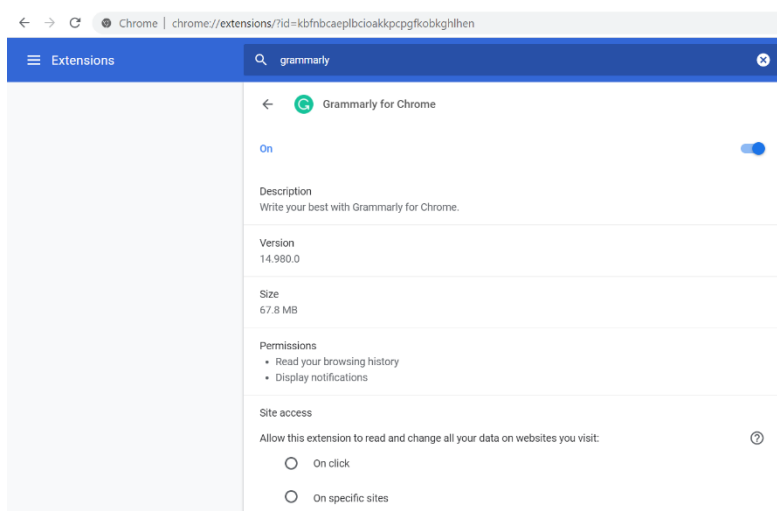 Chrome | chrome://extensions/?id=kbfnbcaeplbcioakkpcpgfkobkghlhen
Extensions
grammarly
Grammarly for Chrome
On
Description
Write your best with Grammarly for Chrome.
Version
14.980.0
Size
67.8 MB
Permissions
• Read your browsing history
• Display notifications
Site access
Allow this extension to read and change all your data on websites you visit:
On click
On specific sites